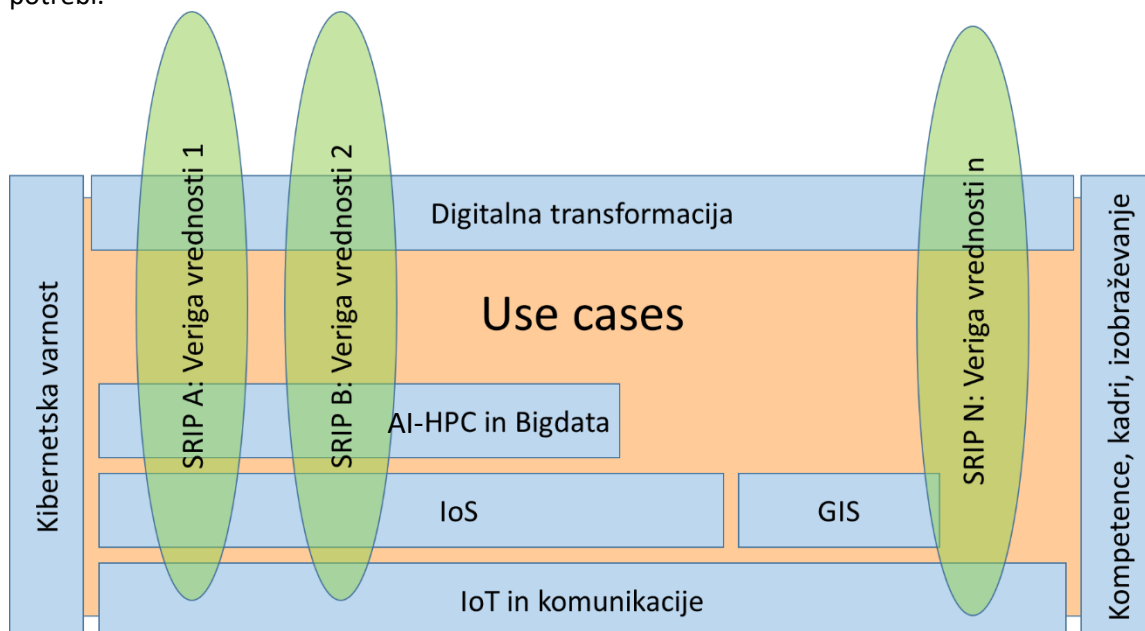 potrebi.
SRIP A: Veriga vrednosti 1
SRIP B: Veriga vrednosti 2
SRIP N: Veriga vrednosti n
Kibernetska varnost
Digitalna transformacija
Kompetence, kadri, izobraževanje
Use cases
AI-HPC in Bigdata
IoS
GIS
IoT in komunikacije